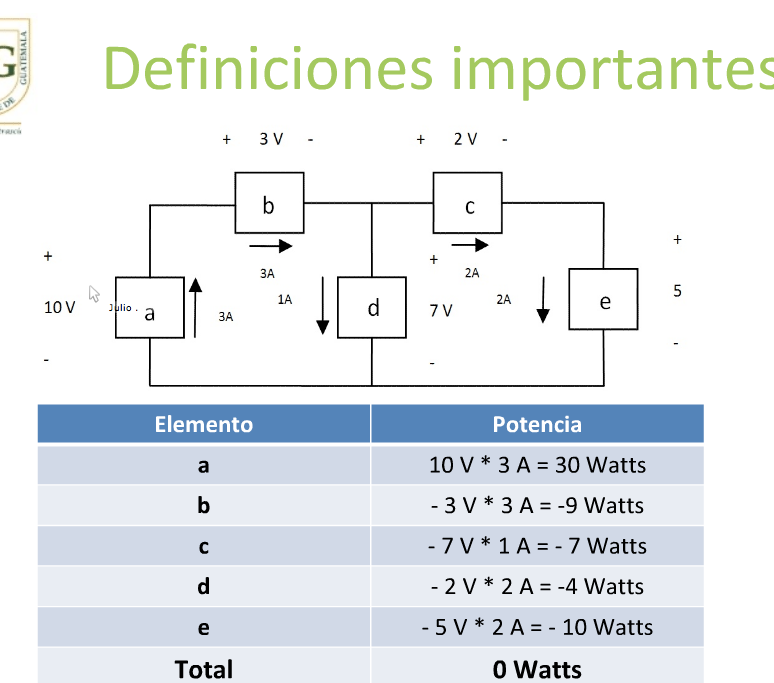 G
GUATEMALA
DE
Definiciones importantes
+ 3 V - + 2 V -
b c
+ + +
3A 2A
10 V Julio . a 3A 1A d 7 V 2A e 5
- - -
Elemento Potencia
a 10 V * 3 A = 30 Watts
b - 3 V * 3 A = -9 Watts
c - 7 V * 1 A = - 7 Watts
d - 2 V * 2 A = -4 Watts
e - 5 V * 2 A = - 10 Watts
Total 0 Watts